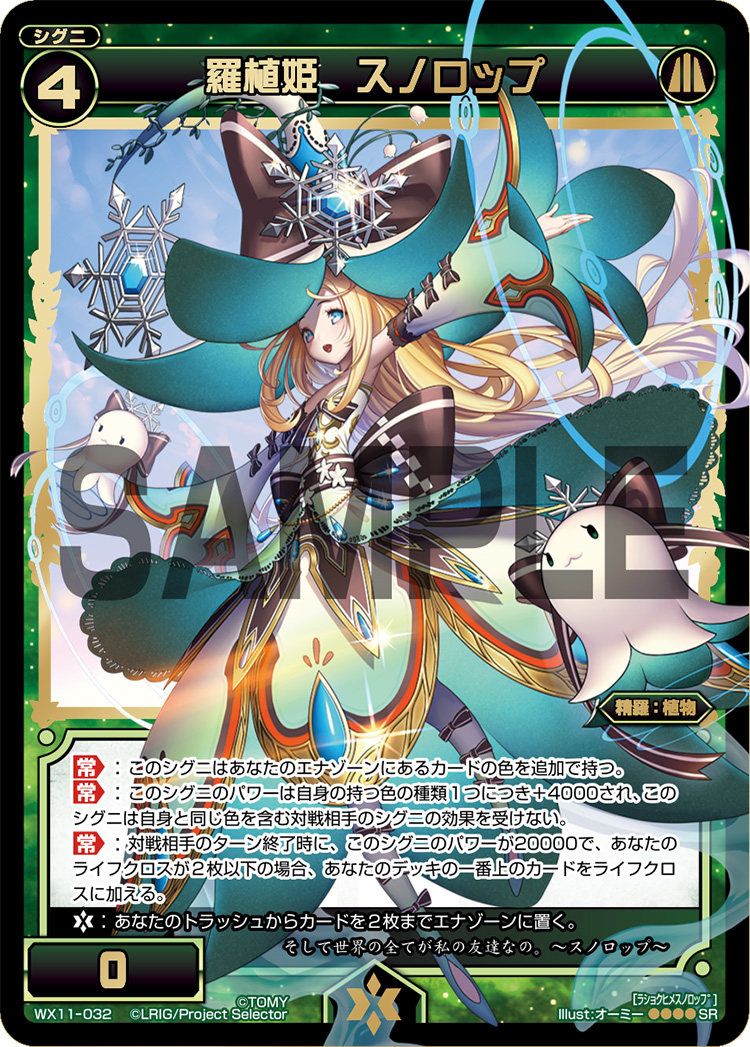 シグニ
4
羅植姫　スノロップ
SAMPLE
精羅：植物
常：このシグニはあなたのエナゾーンにあるカードの色を追加で持つ。
常：このシグニのパワーは自身の持つ色の種類1つにつき＋4000され、この
シグニは自身と同じ色を含む対戦相手のシグニの効果を受けない。
常：対戦相手のターン終了時に、このシグニのパワーが20000で、あなたの
ライフクロスが２枚以下の場合、あなたのデッキの一番上のカードをライフクロ
スに加える。
：あなたのトラッシュからカードを２枚までエナゾーンに置く。
そして世界の全てが私の友達なの。～スノロップ～
0
WX11-032 ©LRIG/Project Selector
©TOMY
[ラショクヒメスノロップ]
Illust:オーミー SR